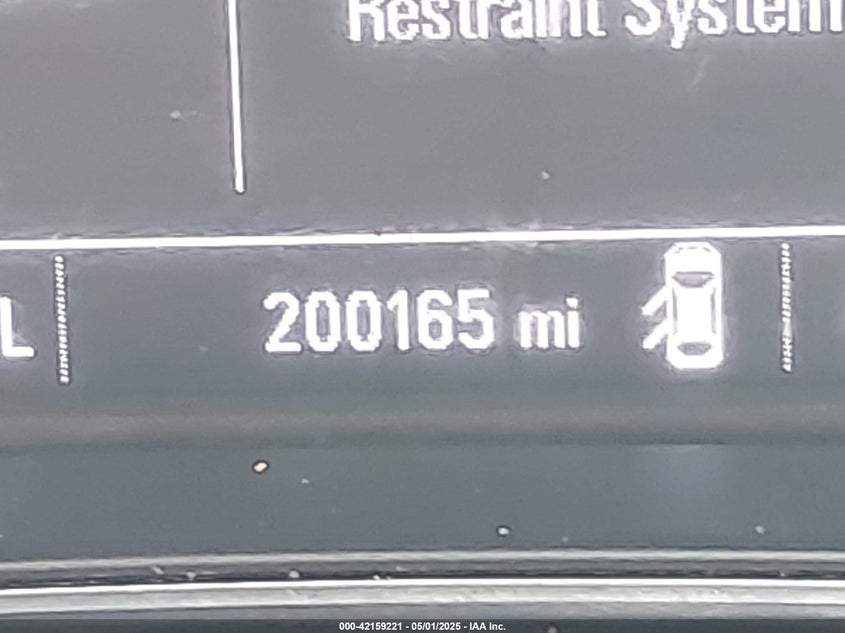 Restraint System
L
200165 mi
000-42159221 - 05/01/2025 - IAA Inc.